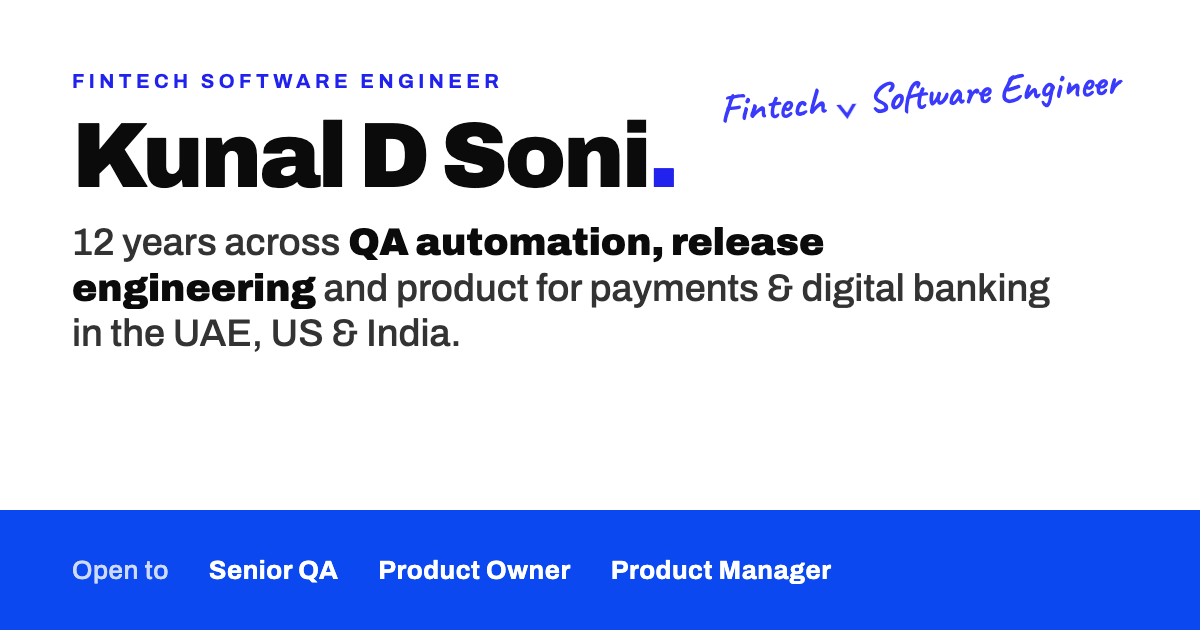 FINTECH SOFTWARE ENGINEER
Fintech Software Engineer
Kunal D Soni.
12 years across QA automation, release
engineering and product for payments & digital banking
in the UAE, US & India.
Open to Senior QA Product Owner Product Manager